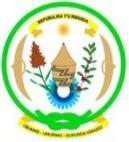 REPUBULIKA Y'U RWANDA
UBUMWE - UMURIMO - GUKUNDA IGIHUGU